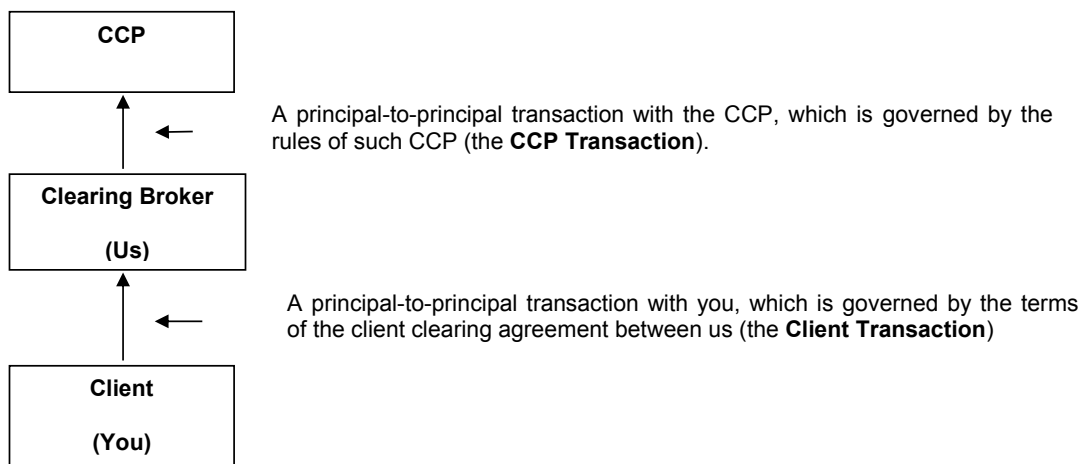 CCP
A principal-to-principal transaction with the CCP, which is governed by the
rules of such CCP (the CCP Transaction).
Clearing Broker
(Us)
A principal-to-principal transaction with you, which is governed by the terms
of the client clearing agreement between us (the Client Transaction)
Client
(You)